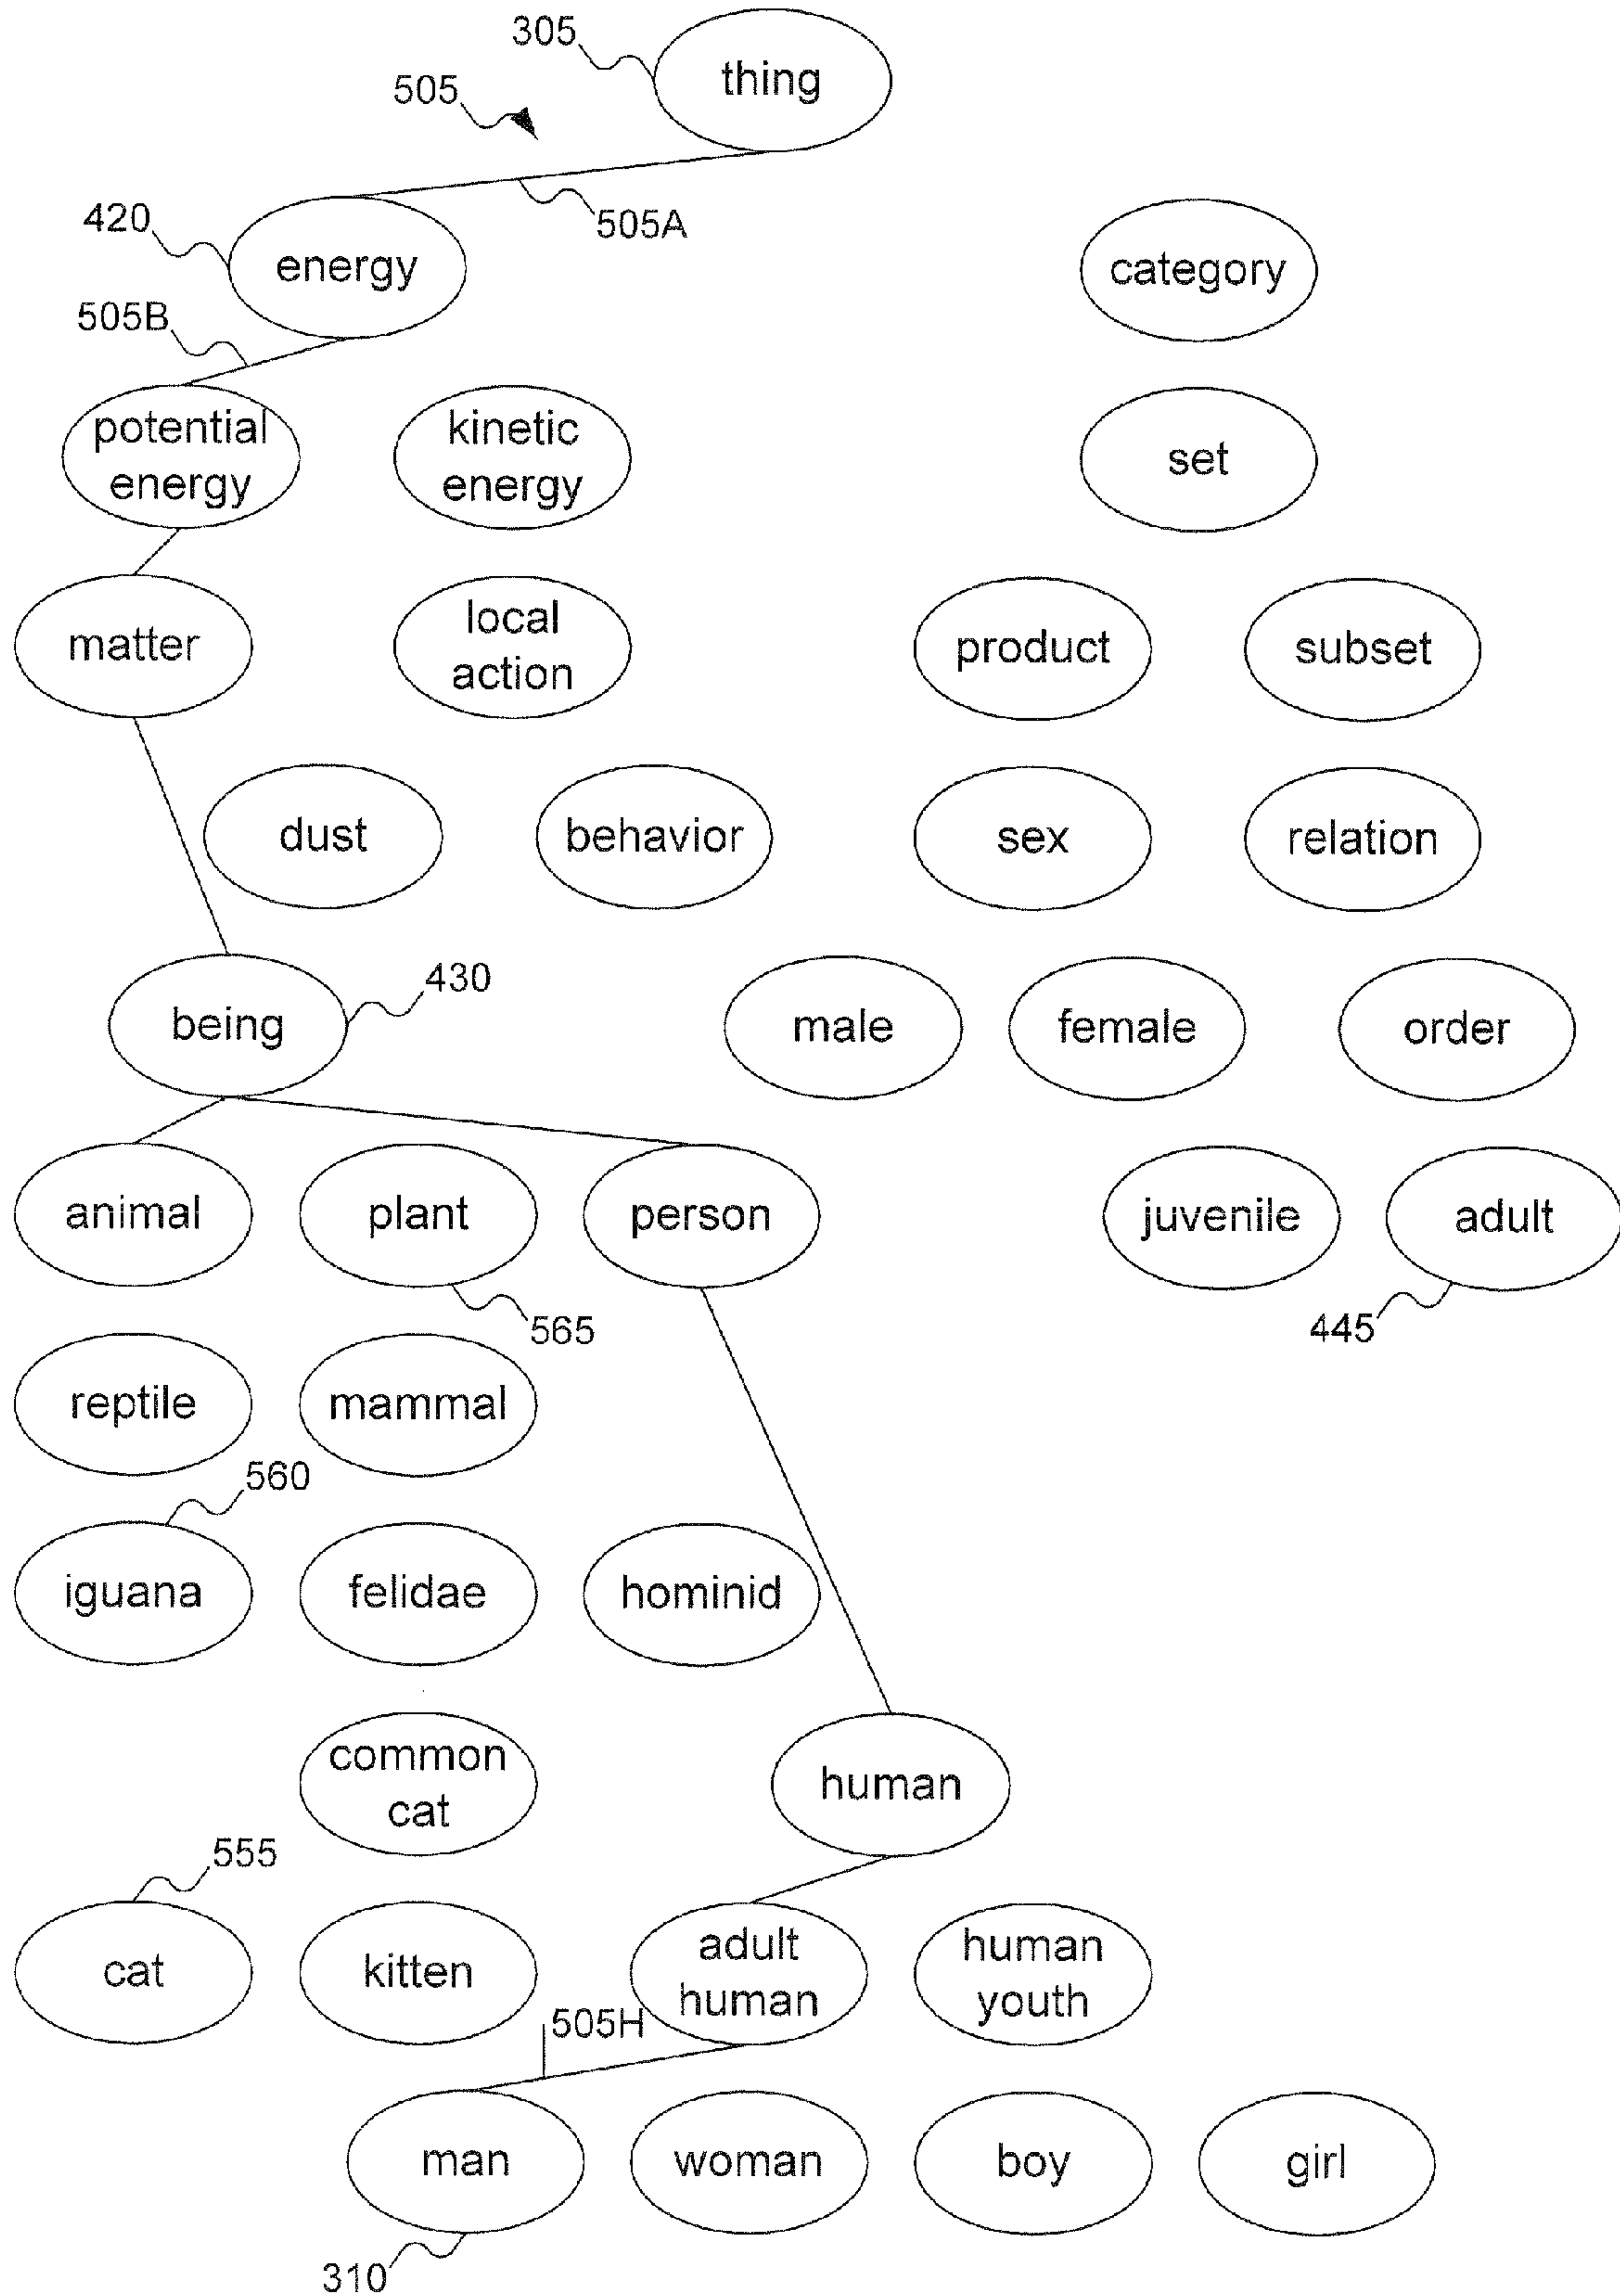 305
thing
505
505A
420
energy
category
505B
potential
energy
kinetic
energy
set
matter
local
action
product
subset
dust
behavior
sex
relation
being
430
male
female
order
animal
plant
person
juvenile
adult
565
445
reptile
mammal
560
iguana
felidae
hominid
common
cat
human
555
cat
kitten
adult
human
human
youth
505H
man
woman
boy
girl
310